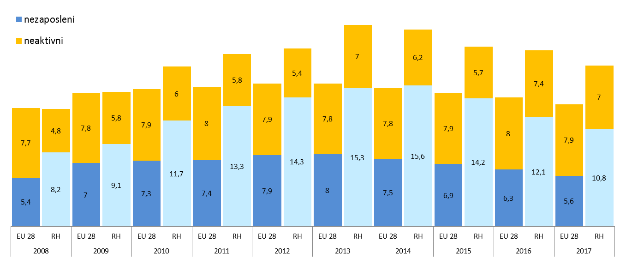 nezaposleni
neaktivni
7,7 4,8 7,8 5,8 7,9 6 8 5,8 7,9 5,4 7,8 7 7,8 6,2 7,9 5,7 8 7,4 7,9 7
5,4 8,2 7 9,1 7,3 11,7 7,4 13,3 7,9 14,3 8 15,3 7,5 15,6 6,9 14,2 6,3 12,1 5,6 10,8
EU 28 RH EU 28 RH EU 28 RH EU 28 RH EU 28 RH EU 28 RH EU 28 RH EU 28 RH EU 28 RH EU 28 RH
2008 2009 2010 2011 2012 2013 2014 2015 2016 2017